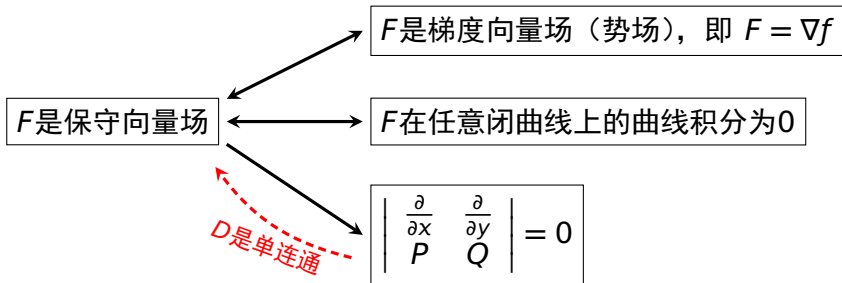 F是梯度向量场（势场），即 F = ∇f
F是保守向量场
F在任意闭曲线上的曲线积分为0
D是单连通
| ∂/∂x ∂/∂y |
| P Q | = 0